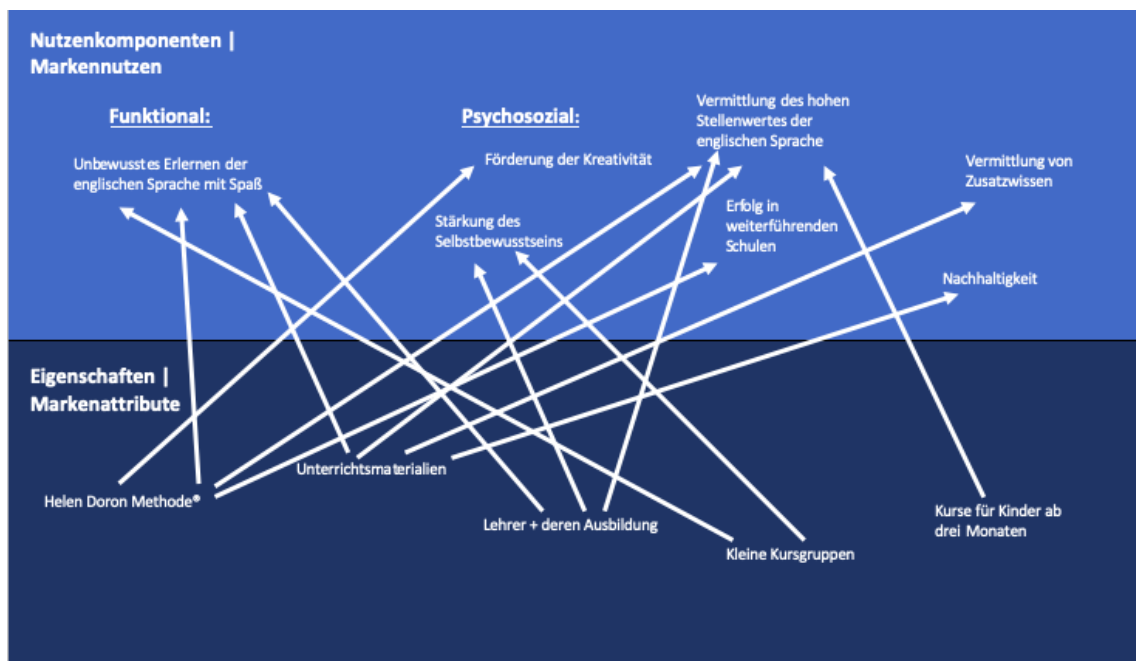 Nutzenkomponenten |
Markennutzen
Funktional:
Unbewusstes Erlernen der
englischen Sprache mit Spaß
Psychosozial:
Förderung der Kreativität
Stärkung des
Selbstbewusstseins
Vermittlung des hohen
Stellenwertes der
englischen Sprache
Erfolg in
weiterführenden
Schulen
Vermittlung von
Zusatzwissen
Nachhaltigkeit
Eigenschaften |
Markenattribute
Helen Doron Methode®
Unterrichtsmaterialien
Lehrer + deren Ausbildung
Kleine Kursgruppen
Kurse für Kinder ab
drei Monaten